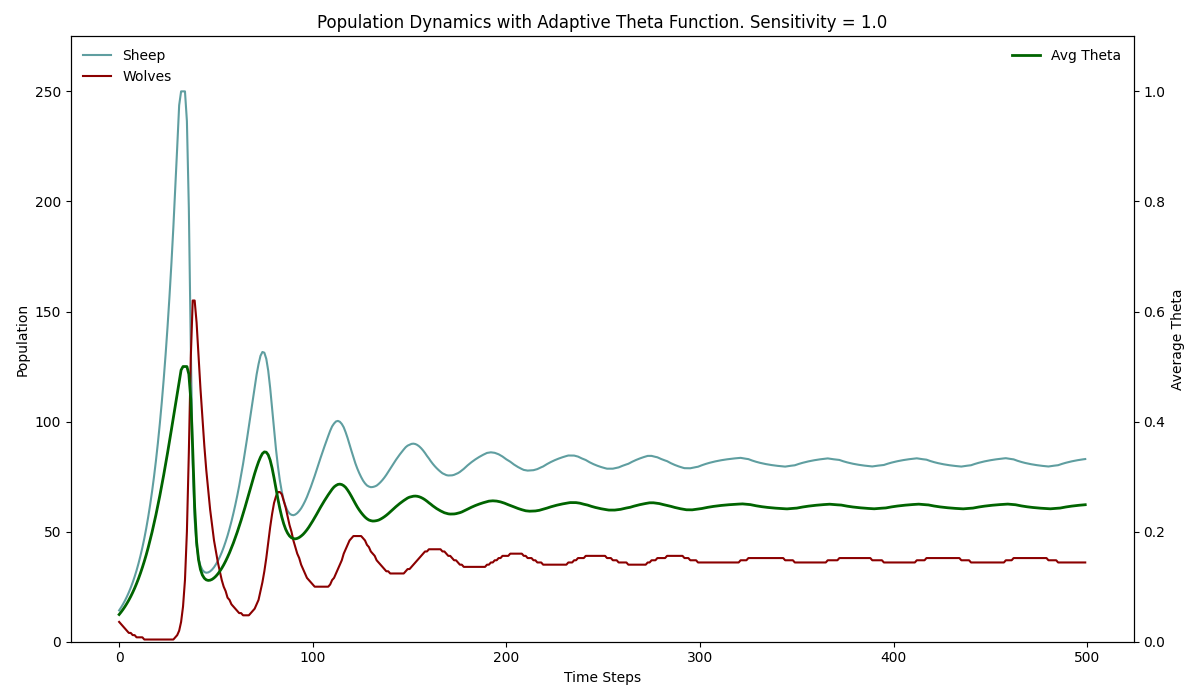 Population Dynamics with Adaptive Theta Function. Sensitivity = 1.0
Sheep
Wolves
Avg Theta
250
200
150
100
50
0
Population
1.0
0.8
0.6
0.4
0.2
0.0
Average Theta
0 100 200 300 400 500
Time Steps